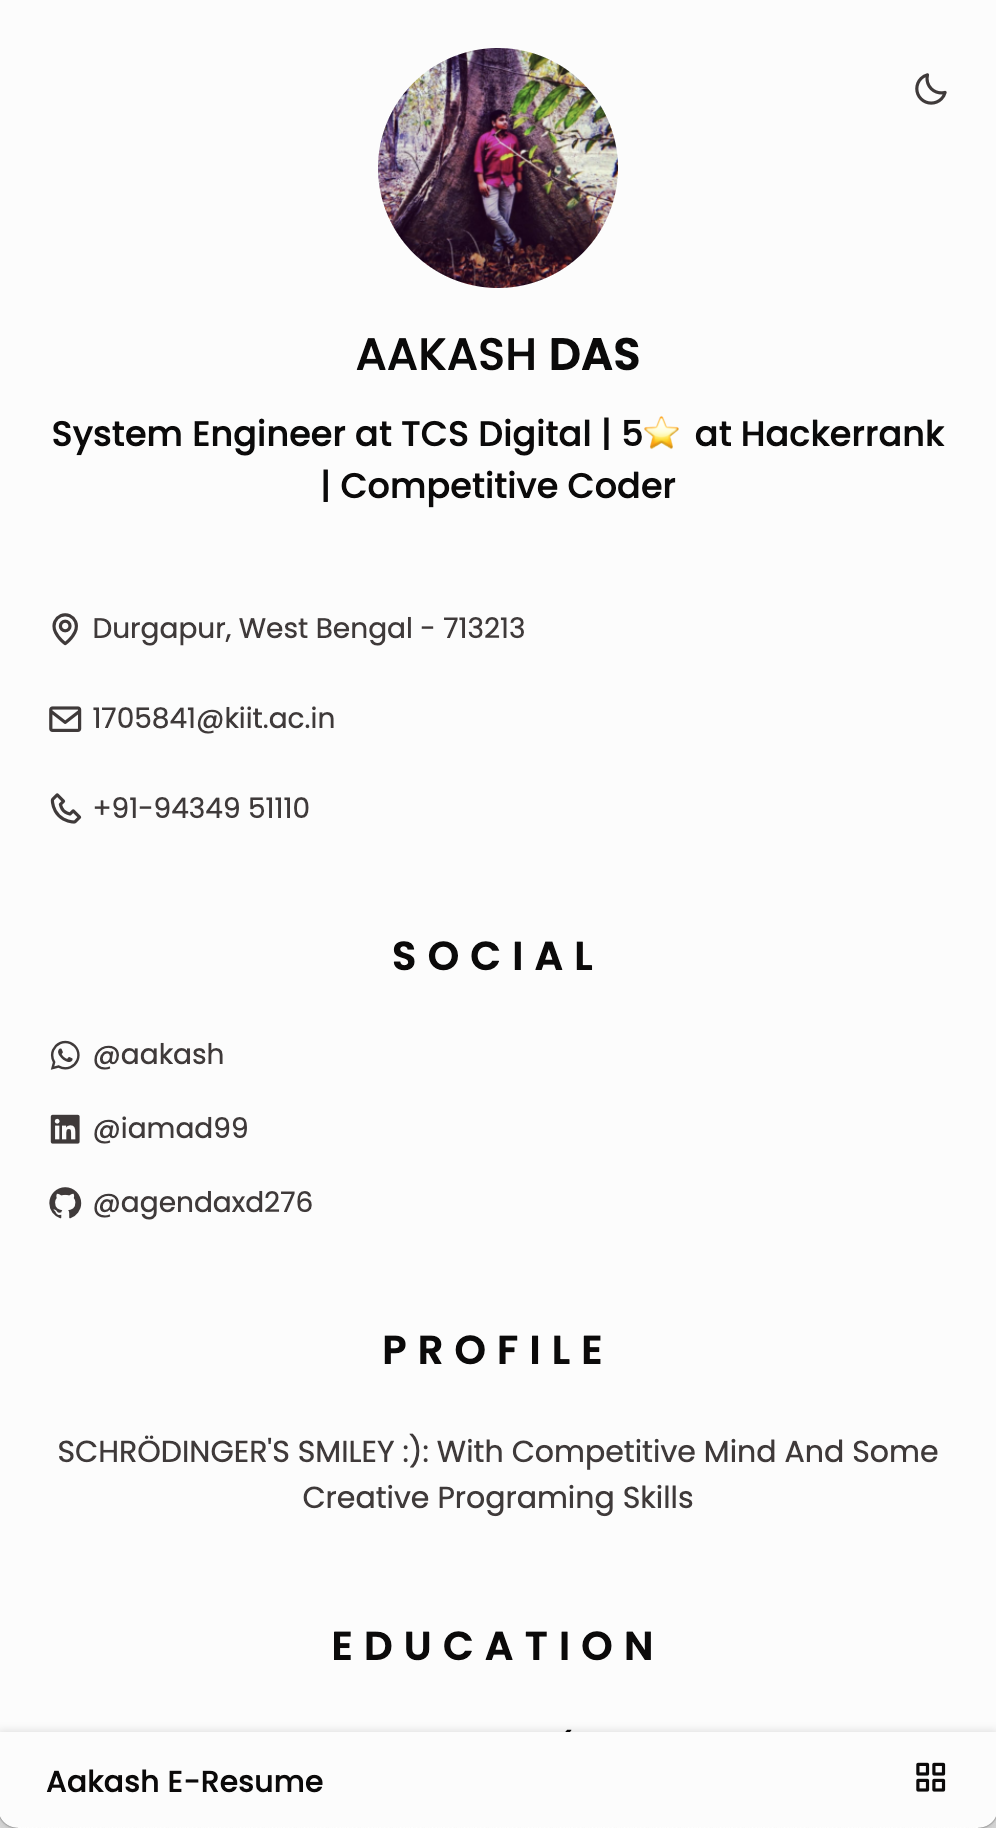 AAKASH DAS
System Engineer at TCS Digital | 5⭐ at Hackerrank
| Competitive Coder
Durgapur, West Bengal - 713213
1705841@kiit.ac.in
+91-94349 51110
SOCIAL
@aakash
@iamad99
@agendaxd276
PROFILE
SCHRÖDINGER'S SMILEY :): With Competitive Mind And Some
Creative Programing Skills
EDUCATION
Aakash E-Resume